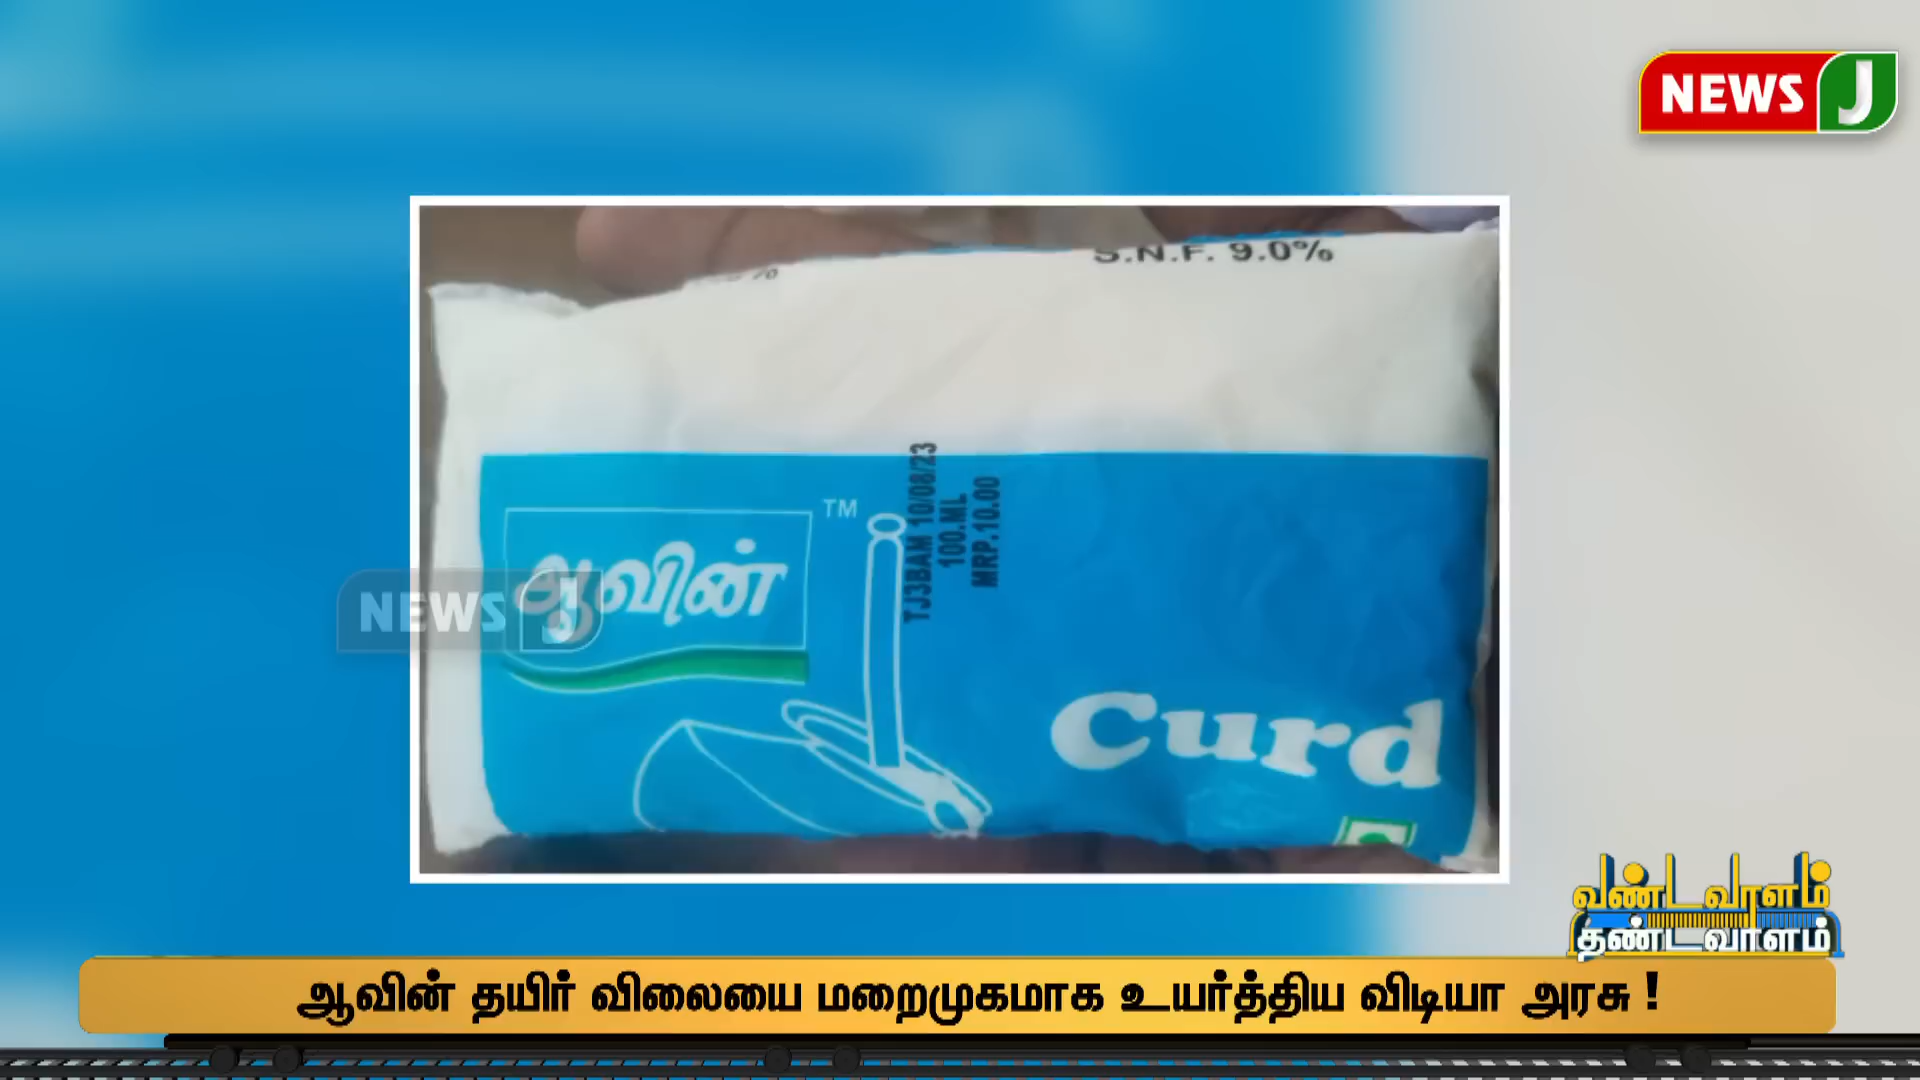 NEWS J
S.N.F. 9.0%
%
TM
ஆவின்
TJ3BAM 10/08/23
100.ML
MRP.10.00
NEWS J
Curd
வண்டவாளம்
தண்டவாளம்
ஆவின் தயிர் விலையை மறைமுகமாக உயர்த்திய விடியா அரசு !